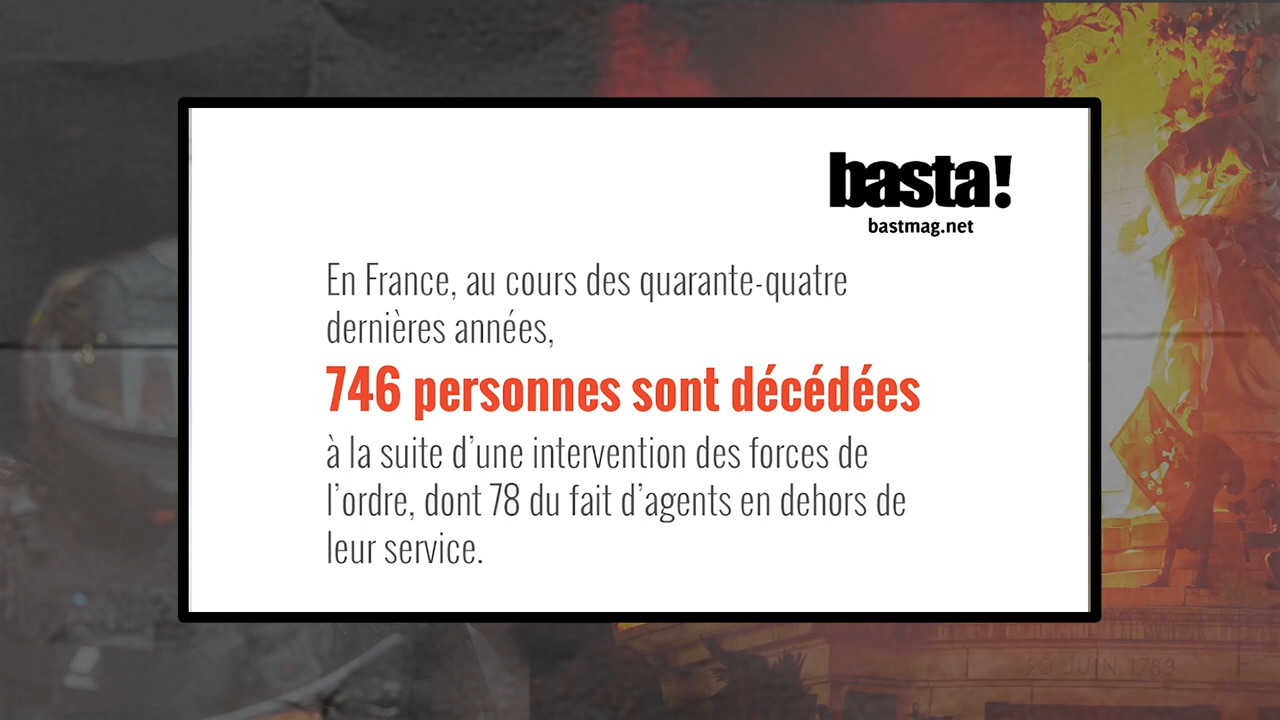 basta!
bastmag.net
En France, au cours des quarante-quatre
dernières années,
746 personnes sont décédées
à la suite d'une intervention des forces de
l'ordre, dont 78 du fait d'agents en dehors de
leur service.
20 JUIN 1789